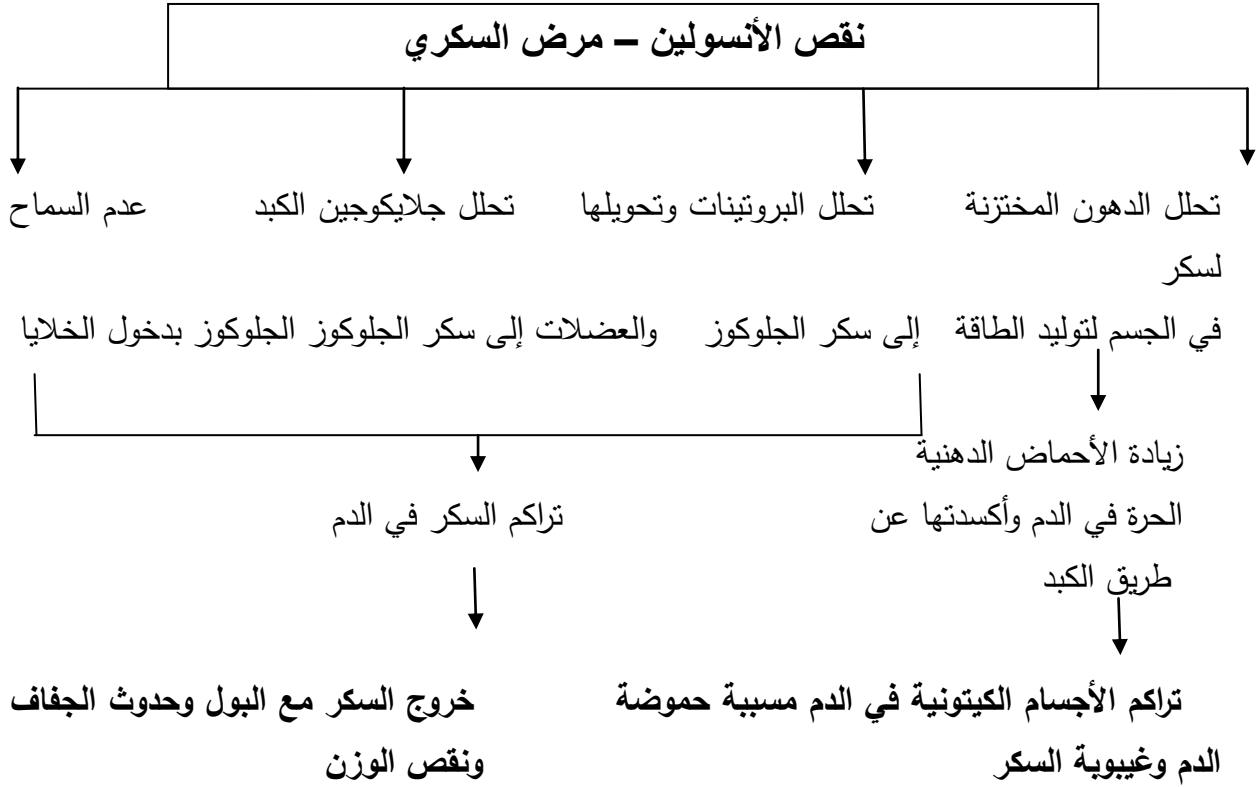 نقص الأنسولين – مرض السكري
تحلل الدهون المختزنة تحلل البروتينات وتحويلها تحلل جلايكوجين الكبد عدم السماح
لسكر
في الجسم لتوليد الطاقة إلى سكر الجلوكوز والعضلات إلى سكر الجلوكوز الجلوكوز بدخول الخلايا
زيادة الأحماض الدهنية
الحرة في الدم وأكسدتها عن تراكم السكر في الدم
طريق الكبد
تراكم الأجسام الكيتونية في الدم مسببة حموضة خروج السكر مع البول وحدوث الجفاف
الدم وغيبوبة السكر ونقص الوزن